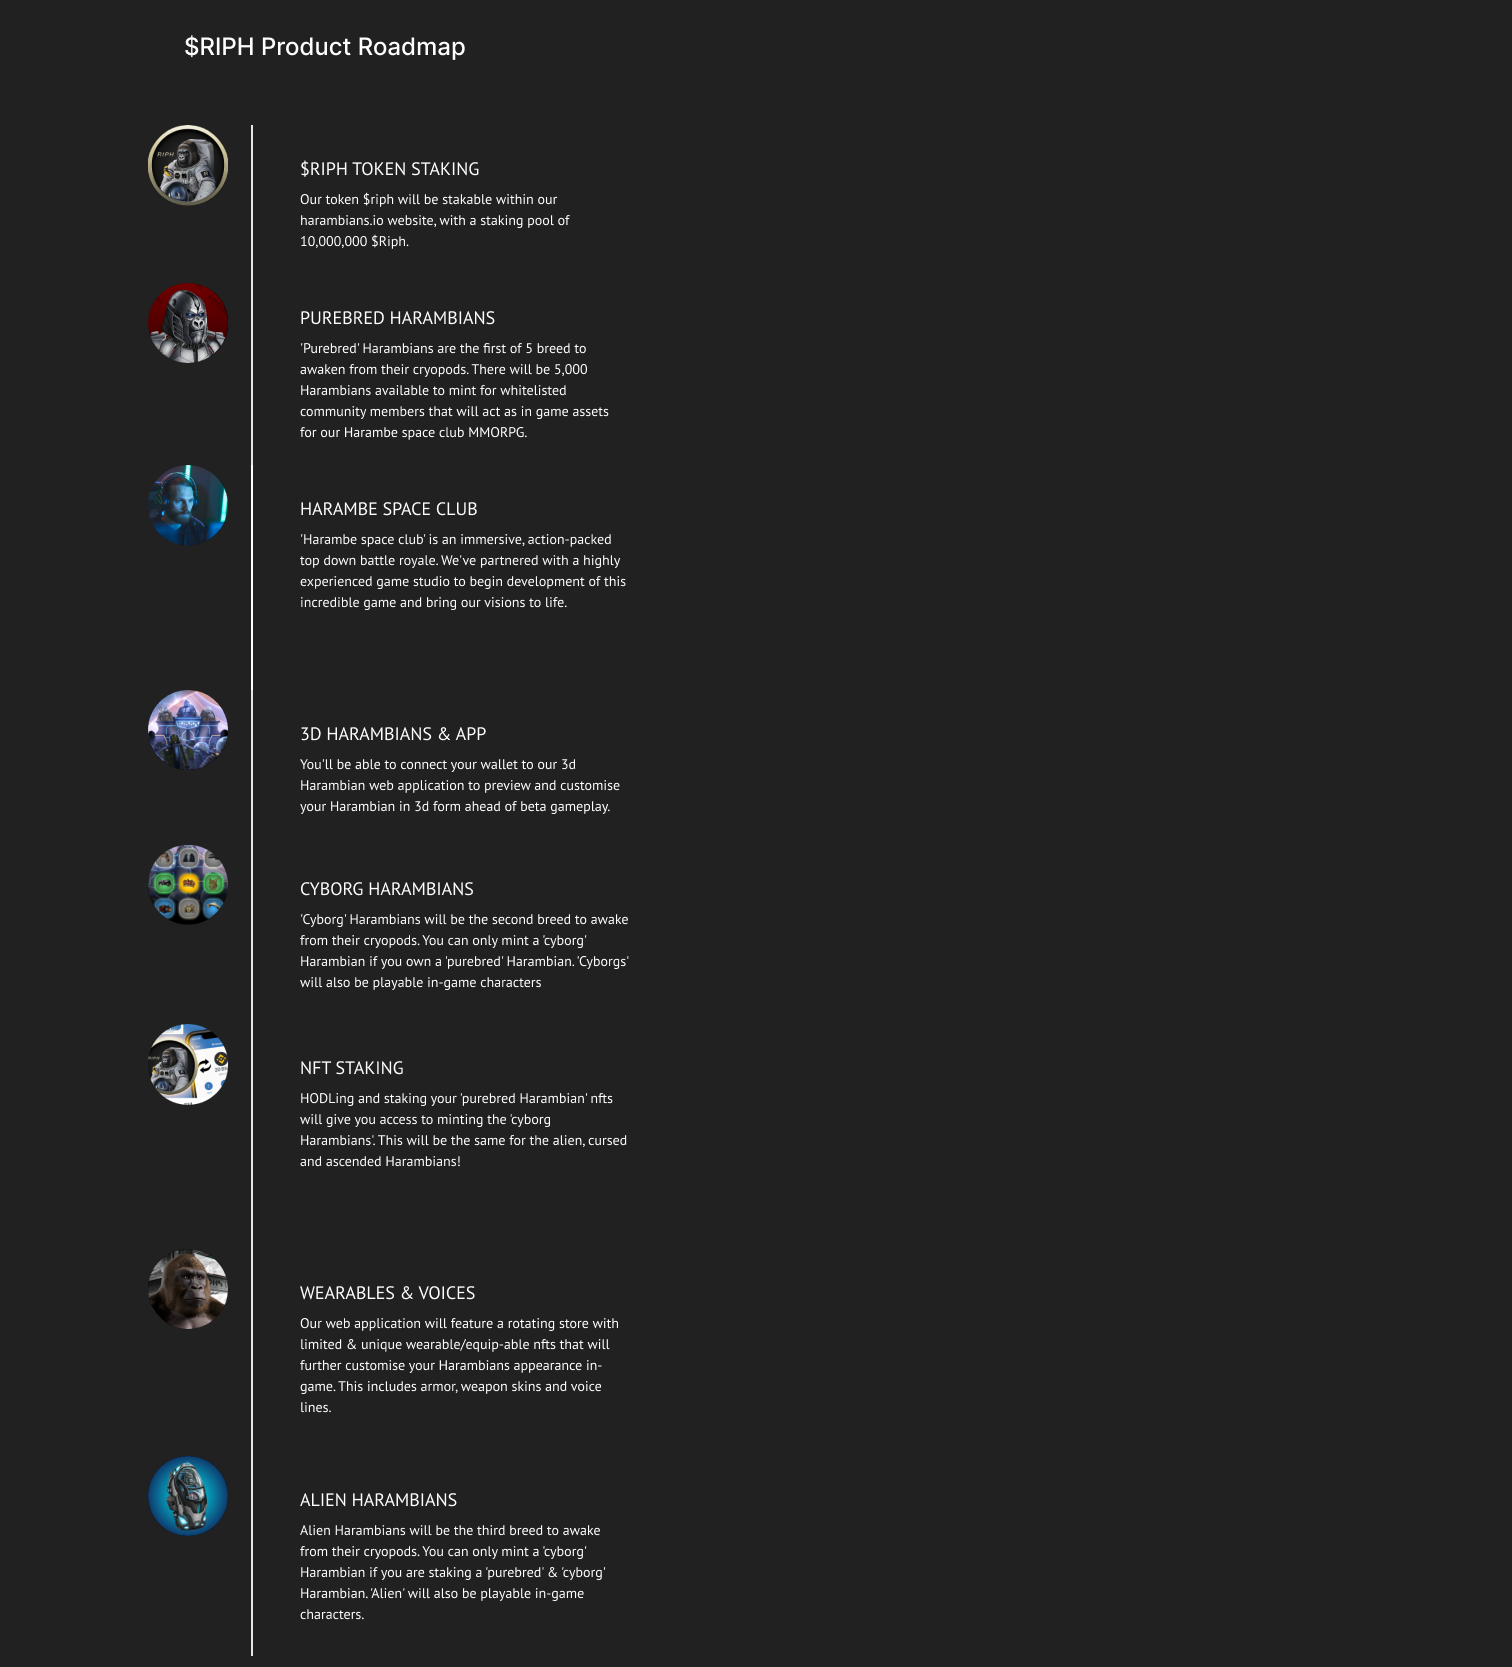 $RIPH Product Roadmap
RIPH
$RIPH TOKEN STAKING
Our token $riph will be stakable within our
harambians.io website, with a staking pool of
10,000,000 $Riph.
PUREBRED HARAMBIANS
'Purebred' Harambians are the first of 5 breed to
awaken from their cryopods. There will be 5,000
Harambians available to mint for whitelisted
community members that will act as in game assets
for our Harambe space club MMORPG.
HARAMBE SPACE CLUB
'Harambe space club' is an immersive, action-packed
top down battle royale. We've partnered with a highly
experienced game studio to begin development of this
incredible game and bring our visions to life.
3D HARAMBIANS & APP
You'll be able to connect your wallet to our 3d
Harambian web application to preview and customise
your Harambian in 3d form ahead of beta gameplay.
CYBORG HARAMBIANS
'Cyborg' Harambians will be the second breed to awake
from their cryopods. You can only mint a 'cyborg'
Harambian if you own a 'purebred' Harambian. 'Cyborgs'
will also be playable in-game characters
NFT STAKING
HODLing and staking your 'purebred Harambian' nfts
will give you access to minting the 'cyborg
Harambians'. This will be the same for the alien, cursed
and ascended Harambians!
WEARABLES & VOICES
Our web application will feature a rotating store with
limited & unique wearable/equip-able nfts that will
further customise your Harambians appearance in-
game. This includes armor, weapon skins and voice
lines.
ALIEN HARAMBIANS
Alien Harambians will be the third breed to awake
from their cryopods. You can only mint a 'cyborg'
Harambian if you are staking a 'purebred' & 'cyborg'
Harambian. 'Alien' will also be playable in-game
characters.